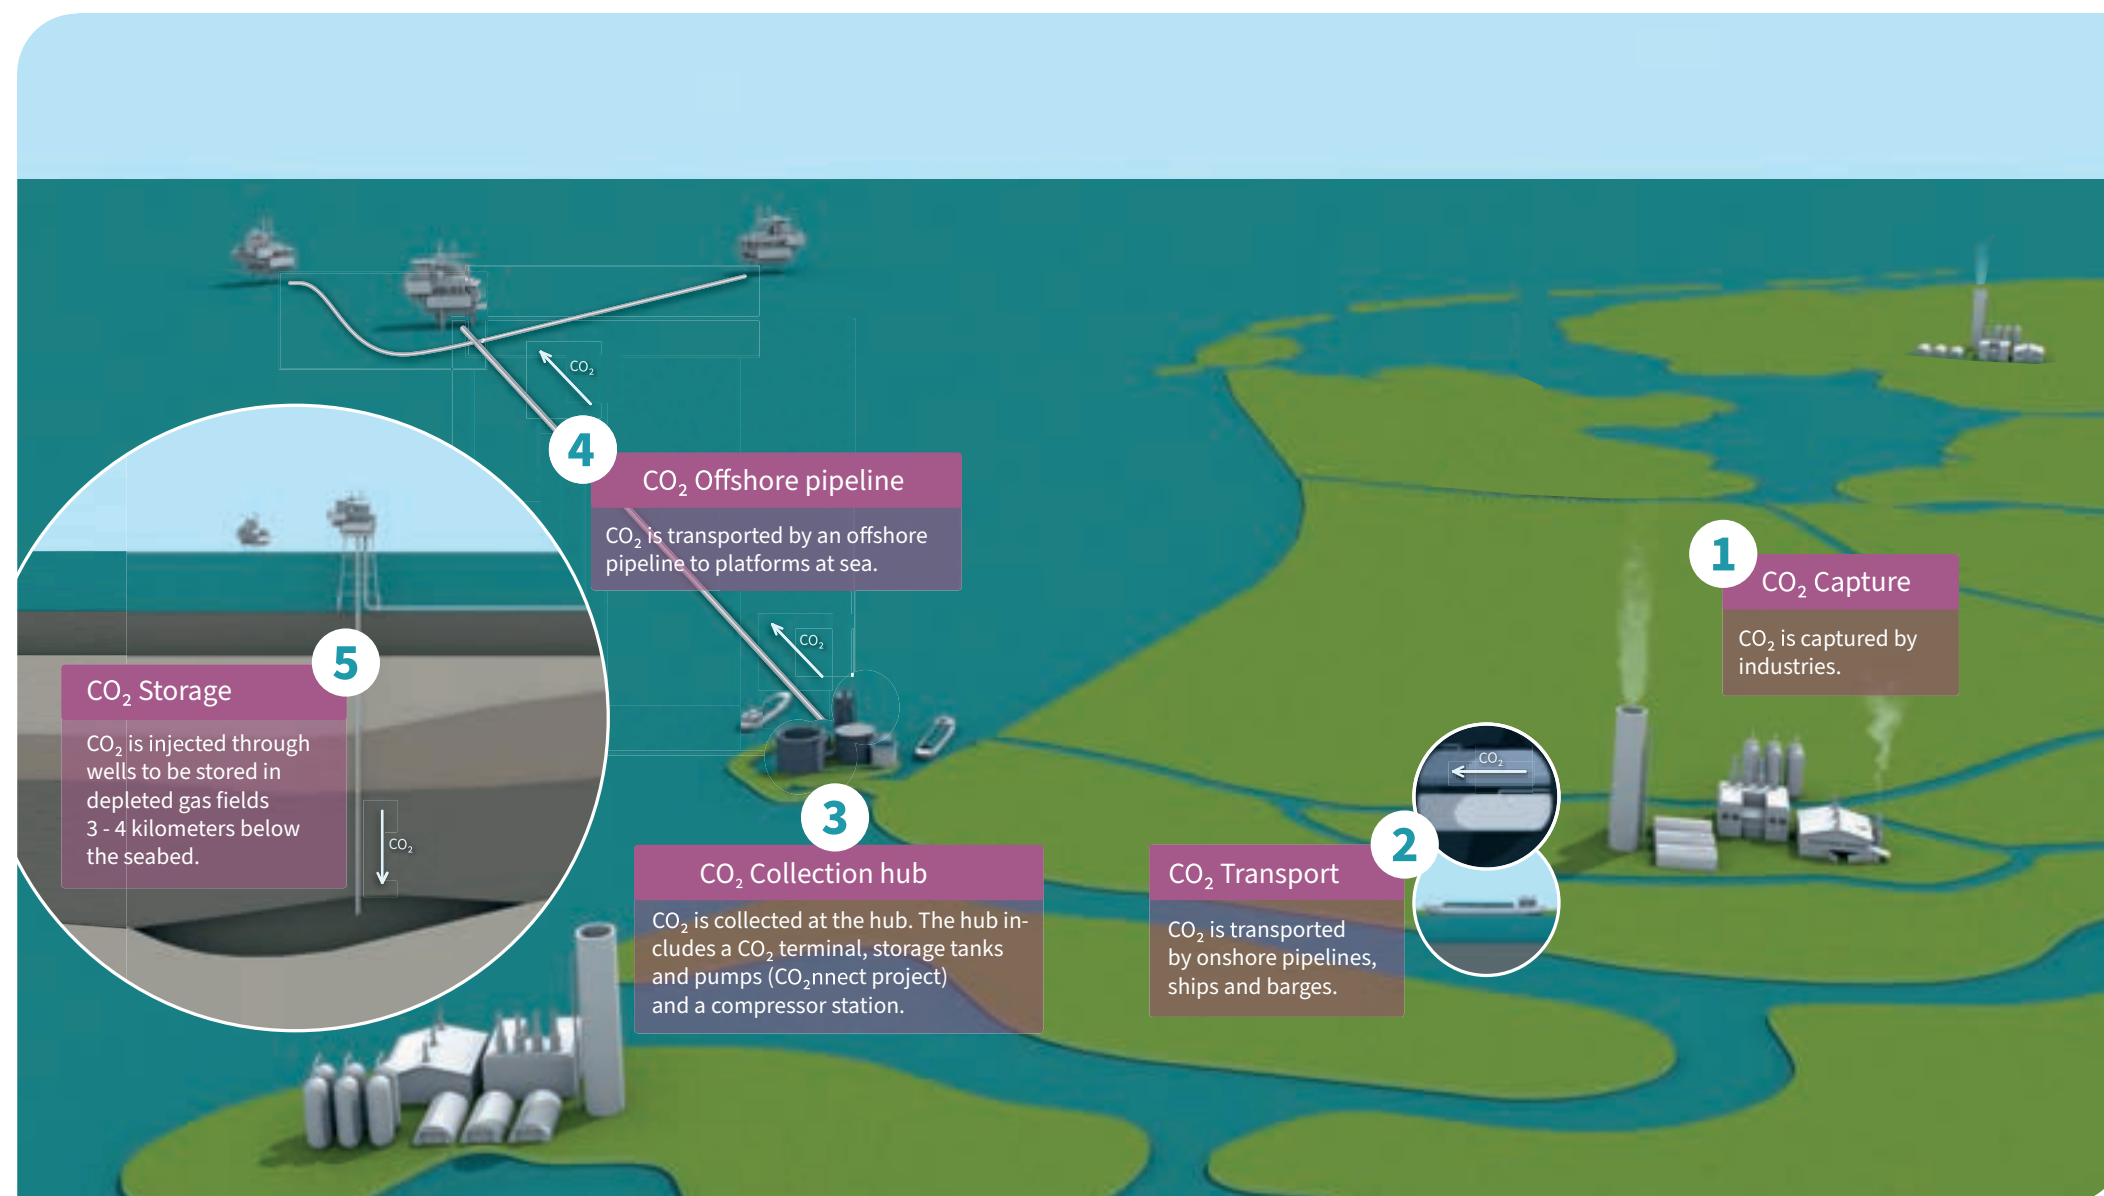 1
CO₂ Capture
CO₂ is captured by
industries.
2
CO₂
CO₂ Transport
CO₂ is transported
by onshore pipelines,
ships and barges.
3
CO₂ Collection hub
CO₂ is collected at the hub. The hub in-
cludes a CO₂ terminal, storage tanks
and pumps (CO₂nnect project)
and a compressor station.
CO₂
4
CO₂ Offshore pipeline
CO₂ is transported by an offshore
pipeline to platforms at sea.
CO₂
5
CO₂ Storage
CO₂ is injected through
wells to be stored in
depleted gas fields
3 - 4 kilometers below
the seabed.
CO₂